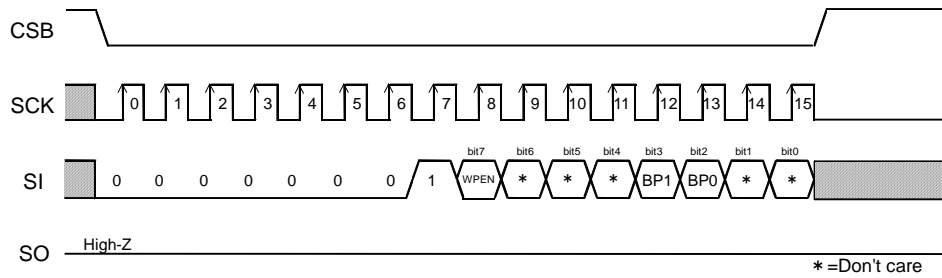 CSB
SCK 0 1 2 3 4 5 6 7 8 9 10 11 12 13 14 15
bit7 bit6 bit5 bit4 bit3 bit2 bit1 bit0
SI 0 0 0 0 0 0 0 1 WPEN * * * BP1 BP0 * *
SO High-Z
*=Don't care